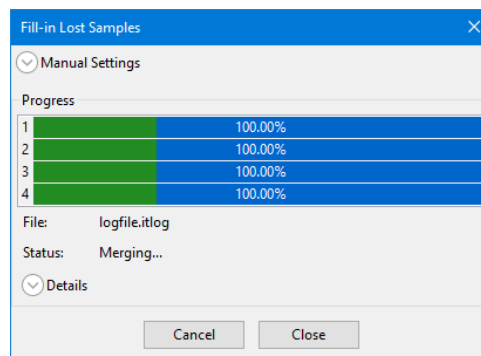 Fill-in Lost Samples
Manual Settings
Progress
1 100.00%
2 100.00%
3 100.00%
4 100.00%
File: logfile.itlog
Status: Merging...
Details
Cancel Close